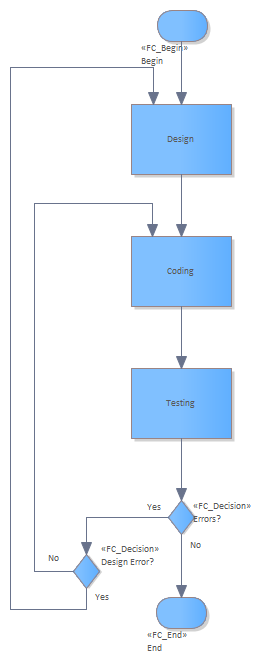 «FC_Begin»
Begin
Design
Coding
Testing
«FC_Decision»
Errors?
Yes
No
«FC_Decision»
Design Error?
No
Yes
«FC_End»
End